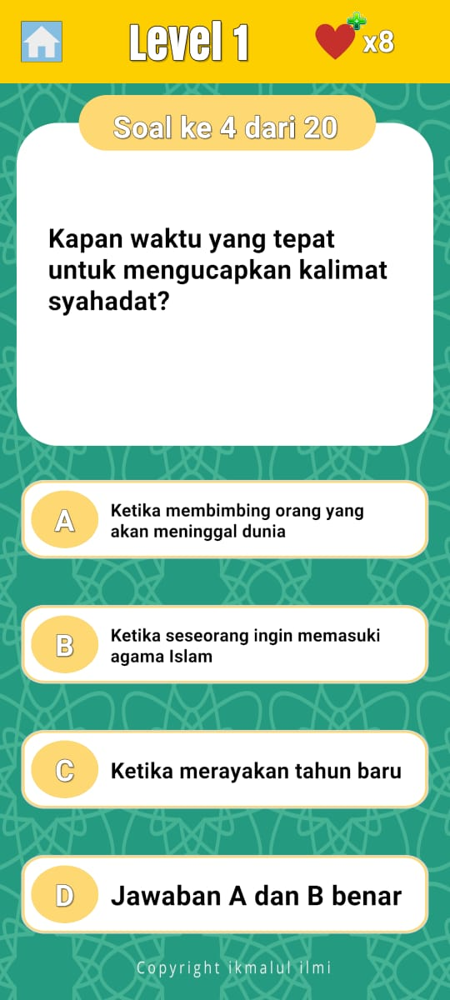 Level 1
x8
Soal ke 4 dari 20
Kapan waktu yang tepat
untuk mengucapkan kalimat
syahadat?
A
Ketika membimbing orang yang
akan meninggal dunia
B
Ketika seseorang ingin memasuki
agama Islam
C
Ketika merayakan tahun baru
D
Jawaban A dan B benar
Copyright ikmalul ilmi